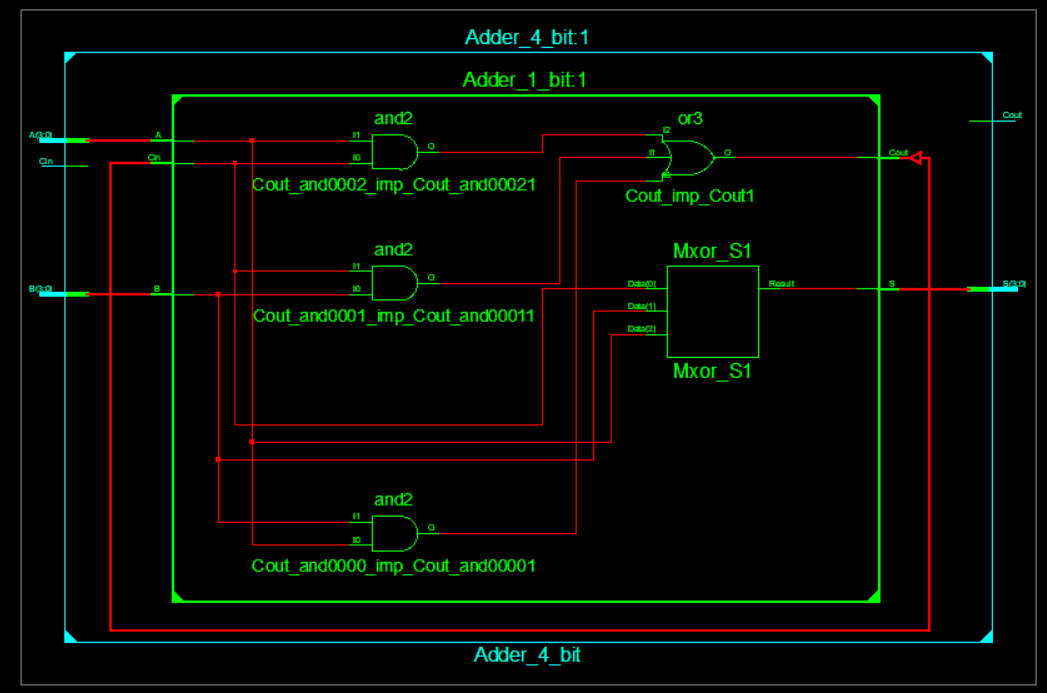 Adder_4_bit:1
Adder_1_bit:1
and2
or3
A(3:0)
A
I1
O
I2
Cin
Cin
I0
I1
O
Cout
Cout
Cout_and0002_imp_Cout_and00021
Cout_imp_Cout1
and2
Mxor_S1
I1
O
B(3:0)
B
I0
Data(0)
Result
S
S(3:0)
Cout_and0001_imp_Cout_and00011
Data(1)
Data(2)
Mxor_S1
and2
I1
O
I0
Cout_and0000_imp_Cout_and00001
Adder_4_bit